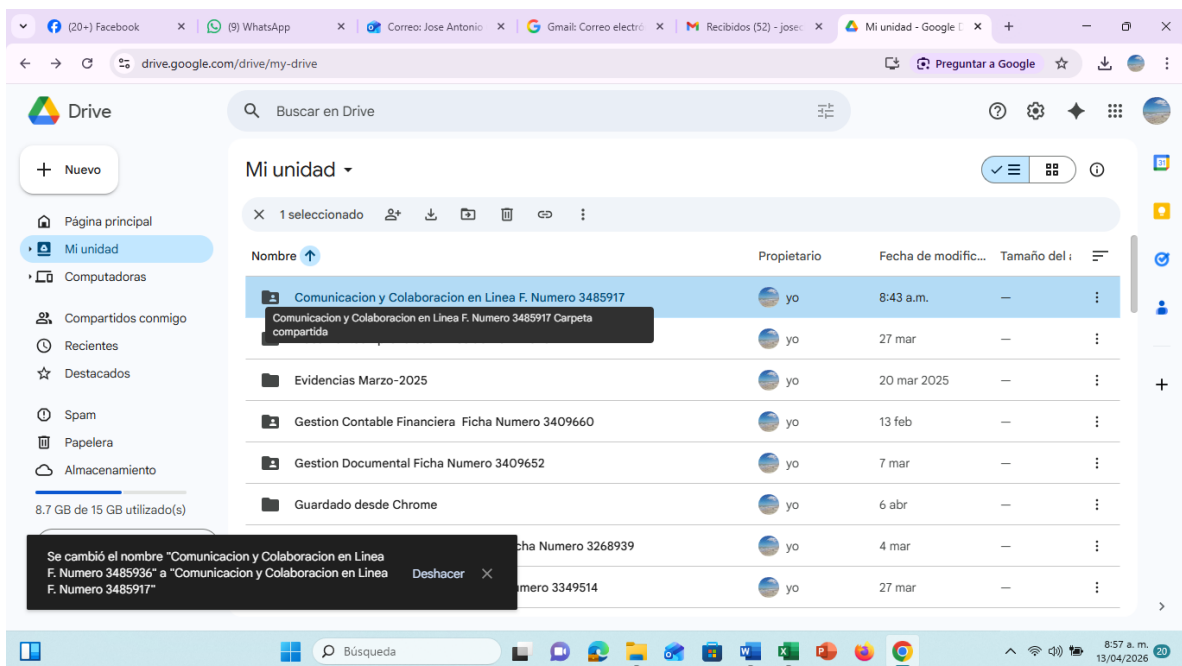 (20+) Facebook
(9) WhatsApp
Correo: Jose Antonio
Gmail: Correo electró
Recibidos (52) - josec
Mi unidad - Google D
drive.google.com/drive/my-drive
Preguntar a Google
Drive
Buscar en Drive
Nuevo
Mi unidad
31
1 seleccionado
Página principal
Mi unidad
Computadoras
Compartidos conmigo
Recientes
Destacados
Spam
Papelera
Almacenamiento
8.7 GB de 15 GB utilizado(s)
Nombre Propietario Fecha de modific... Tamaño del
Comunicacion y Colaboracion en Linea F. Numero 3485917 yo 8:43 a.m. —
Comunicacion y Colaboracion en Linea F. Numero 3485917 Carpeta
compartida
yo 27 mar —
Evidencias Marzo-2025 yo 20 mar 2025 —
Gestion Contable Financiera Ficha Numero 3409660 yo 13 feb —
Gestion Documental Ficha Numero 3409652 yo 7 mar —
Guardado desde Chrome yo 6 abr —
cha Numero 3268939 yo 4 mar —
mero 3349514 yo 27 mar —
Se cambió el nombre "Comunicacion y Colaboracion en Linea
F. Numero 3485936" a "Comunicacion y Colaboracion en Linea
F. Numero 3485917"
Deshacer
Búsqueda
8:57 a. m.
13/04/2026
20